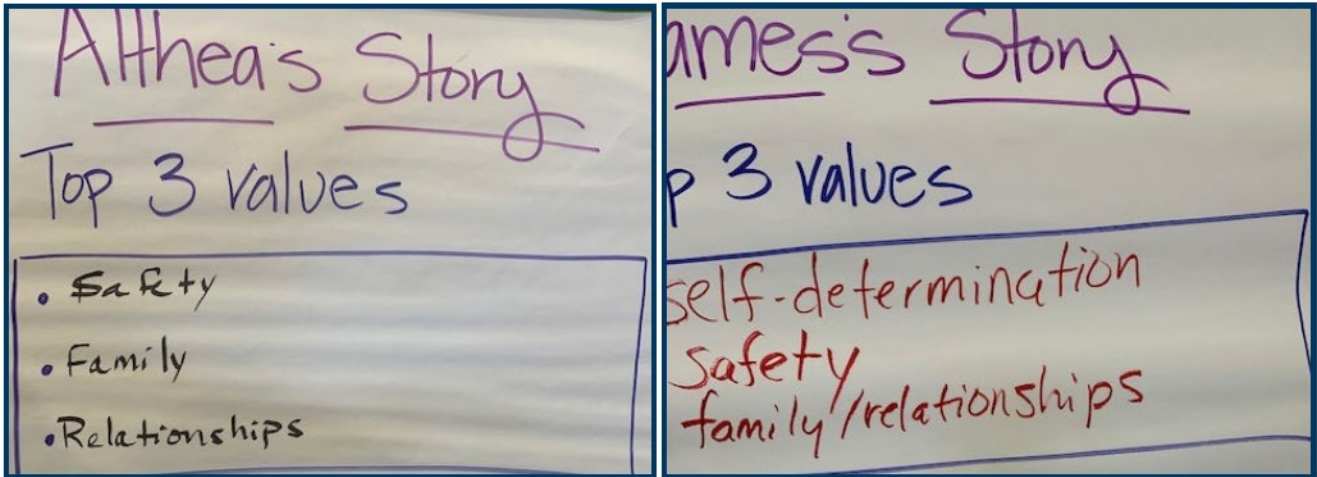 Althea's Story
Top 3 values
• Safety
• Family
• Relationships
ames's Story
p 3 values
self-determination
safety
family/relationships